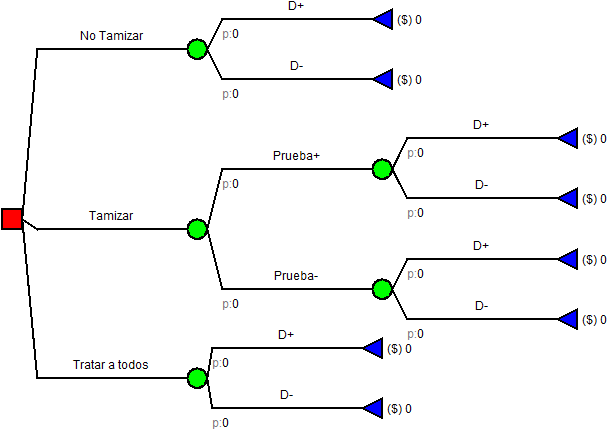 D+
p:0
($) 0
No Tamizar
D-
p:0
($) 0
D+
p:0
($) 0
Prueba+
p:0
D-
p:0
($) 0
Tamizar
D+
p:0
($) 0
Prueba-
p:0
D-
p:0
($) 0
D+
p:0
($) 0
Tratar a todos
D-
p:0
($) 0